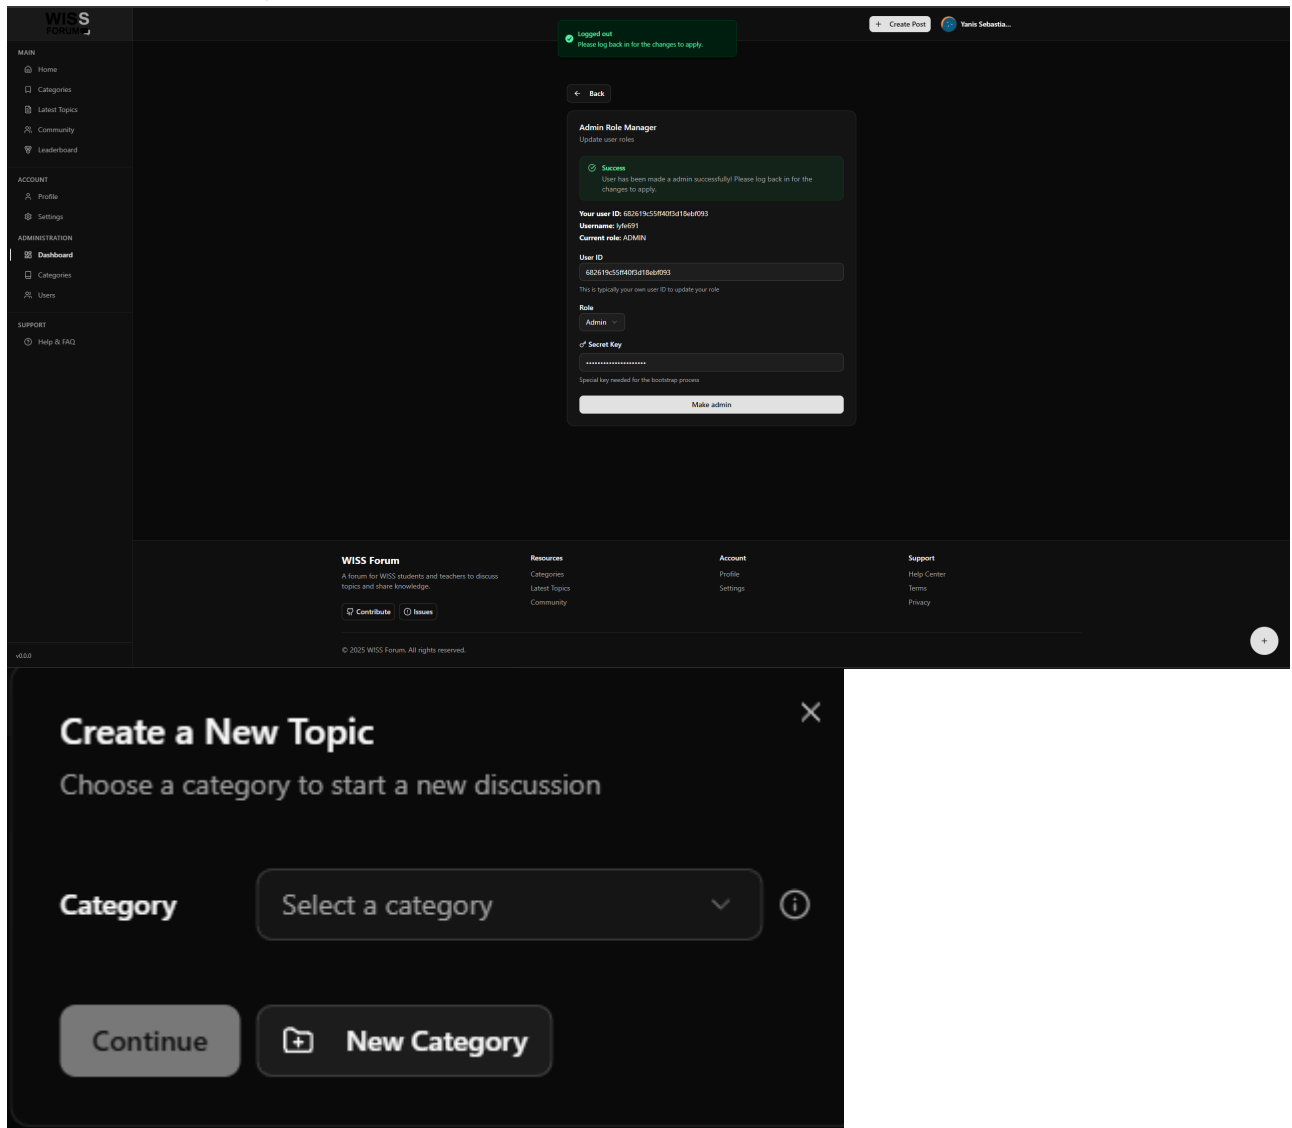 WISS
FORUM
Logged out
Please log back in for the changes to apply.
+ Create Post
Yanis Sebastia...
MAIN
Home
Categories
Latest Topics
Community
Leaderboard
ACCOUNT
Profile
Settings
ADMINISTRATION
Dashboard
Categories
Users
SUPPORT
Help & FAQ
v0.0.0
Back
Admin Role Manager
Update user roles
Success
User has been made a admin successfully! Please log back in for the
changes to apply.
Your user ID: 682619c55ff40f3d18ebf093
Username: lyfe691
Current role: ADMIN
User ID
682619c55ff40f3d18ebf093
This is typically your own user ID to update your role
Role
Admin
Secret Key
•••••••••••••••••••••
Special key needed for the bootstrap process
Make admin
WISS Forum
A forum for WISS students and teachers to discuss
topics and share knowledge.
Contribute
Issues
Resources
Categories
Latest Topics
Community
Account
Profile
Settings
Support
Help Center
Terms
Privacy
© 2025 WISS Forum. All rights reserved.
+
Create a New Topic
Choose a category to start a new discussion
Category
Select a category
Continue
New Category